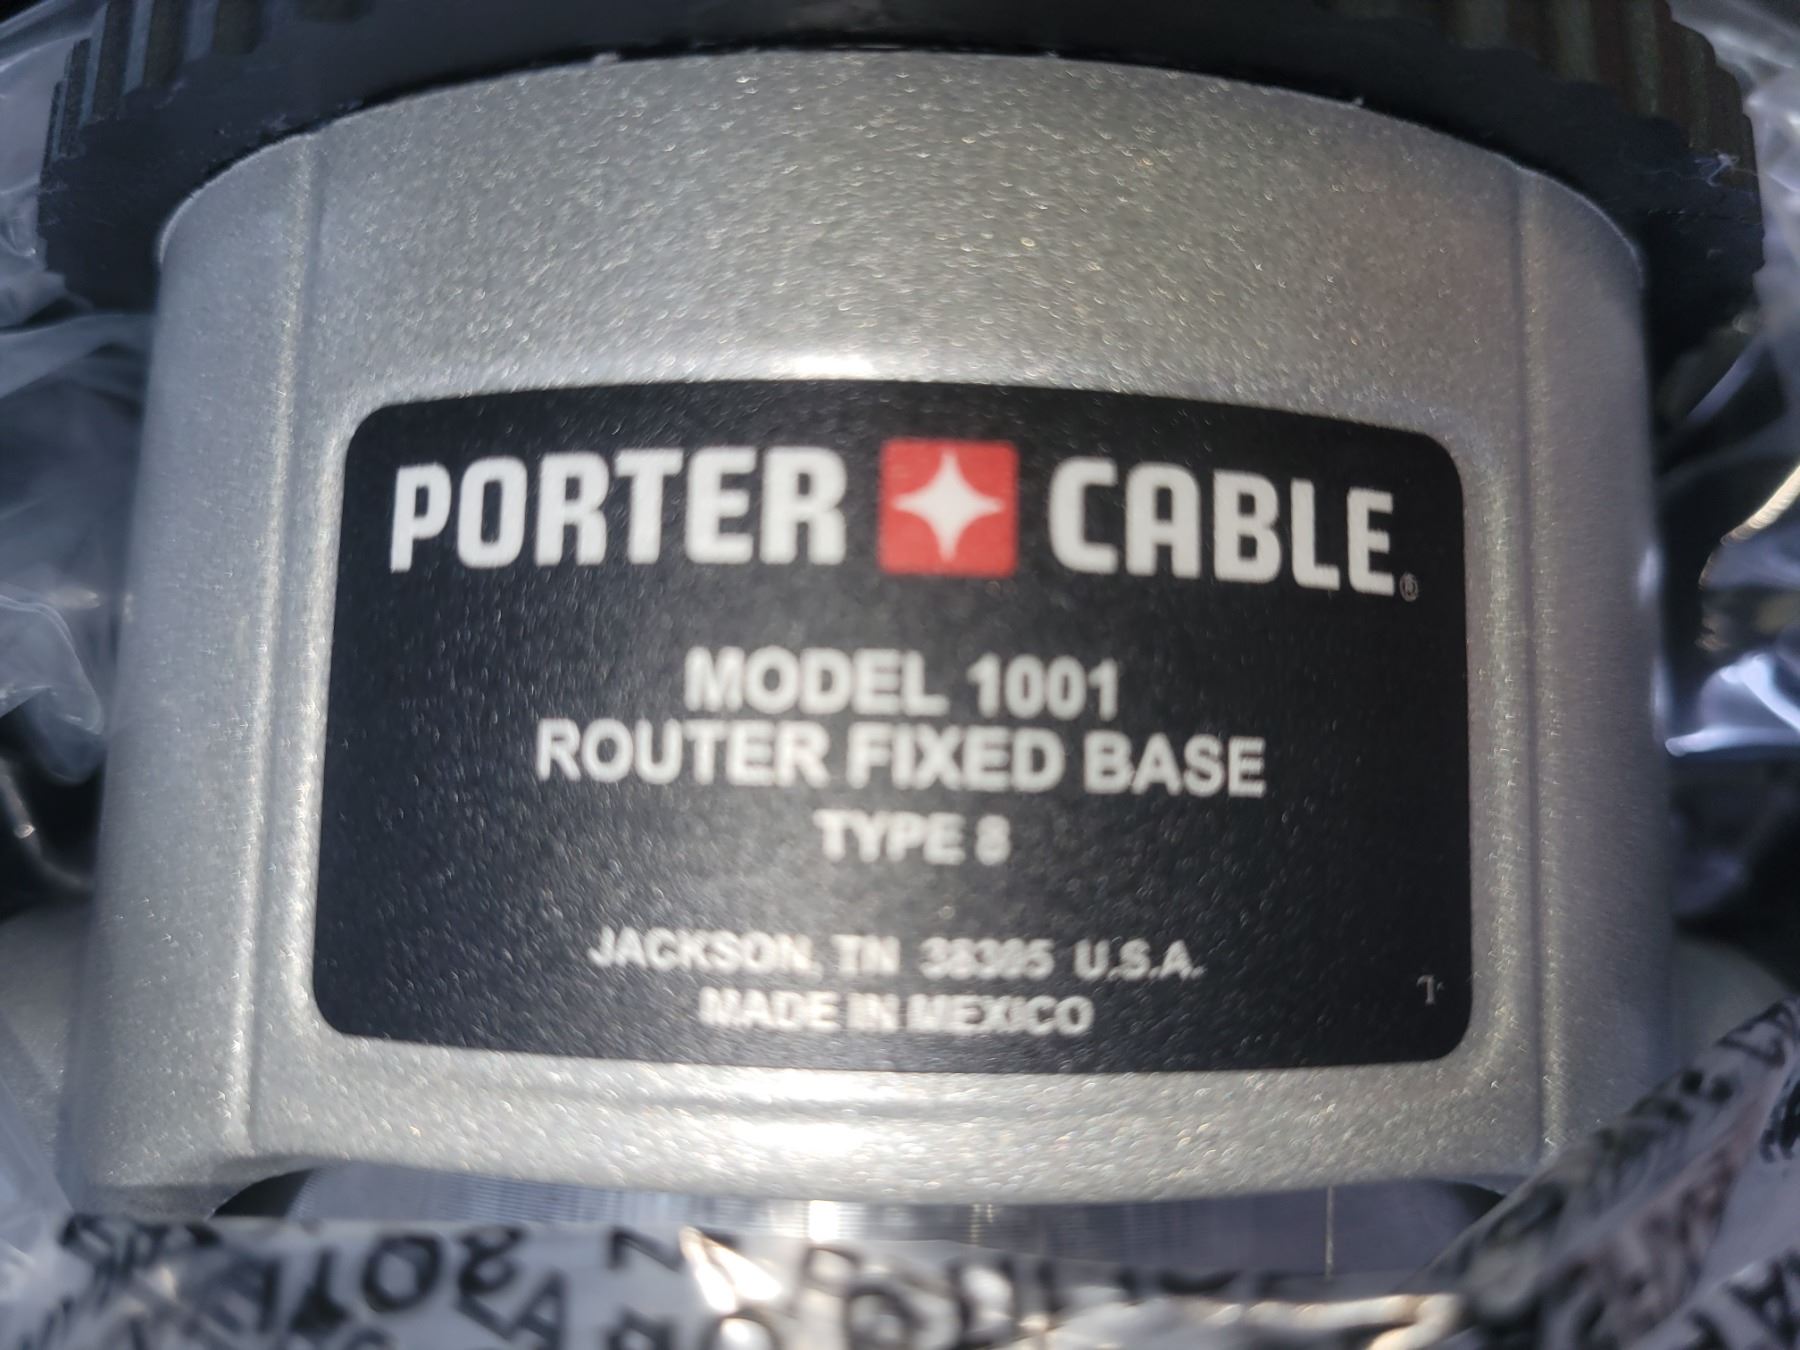 PORTER CABLE®
MODEL 1001
ROUTER FIXED BASE
TYPE 8
JACKSON, TN 38305 U.S.A.
MADE IN MEXICO